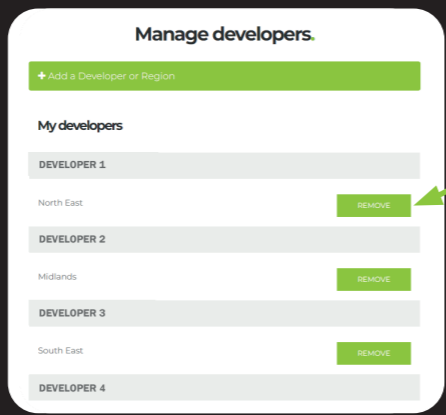 Manage developers.
+ Add a Developer or Region
My developers
DEVELOPER 1
North East
REMOVE
DEVELOPER 2
Midlands
REMOVE
DEVELOPER 3
South East
REMOVE
DEVELOPER 4